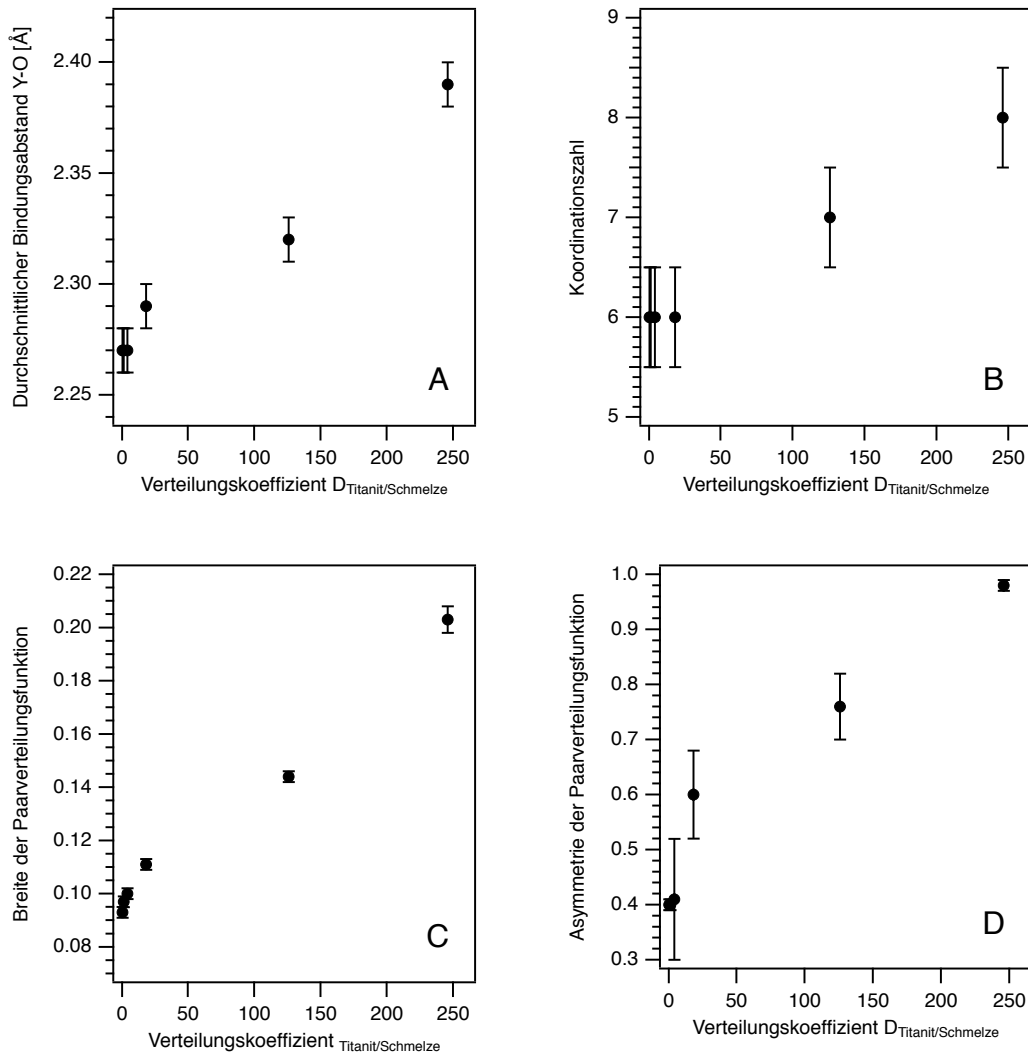 Durchschnittlicher Bindungsabstand Y-O [Å]
2.40
2.35
2.30
2.25
A
0 50 100 150 200 250
Verteilungskoeffizient D Titanit/Schmelze
Koordinationszahl
9
8
7
6
5
B
0 50 100 150 200 250
Verteilungskoeffizient D Titanit/Schmelze
Breite der Paarverteilungsfunktion
0.22
0.20
0.18
0.16
0.14
0.12
0.10
0.08
C
0 50 100 150 200 250
Verteilungskoeffizient Titanit/Schmelze
Asymmetrie der Paarverteilungsfunktion
1.0
0.9
0.8
0.7
0.6
0.5
0.4
0.3
D
0 50 100 150 200 250
Verteilungskoeffizient D Titanit/Schmelze